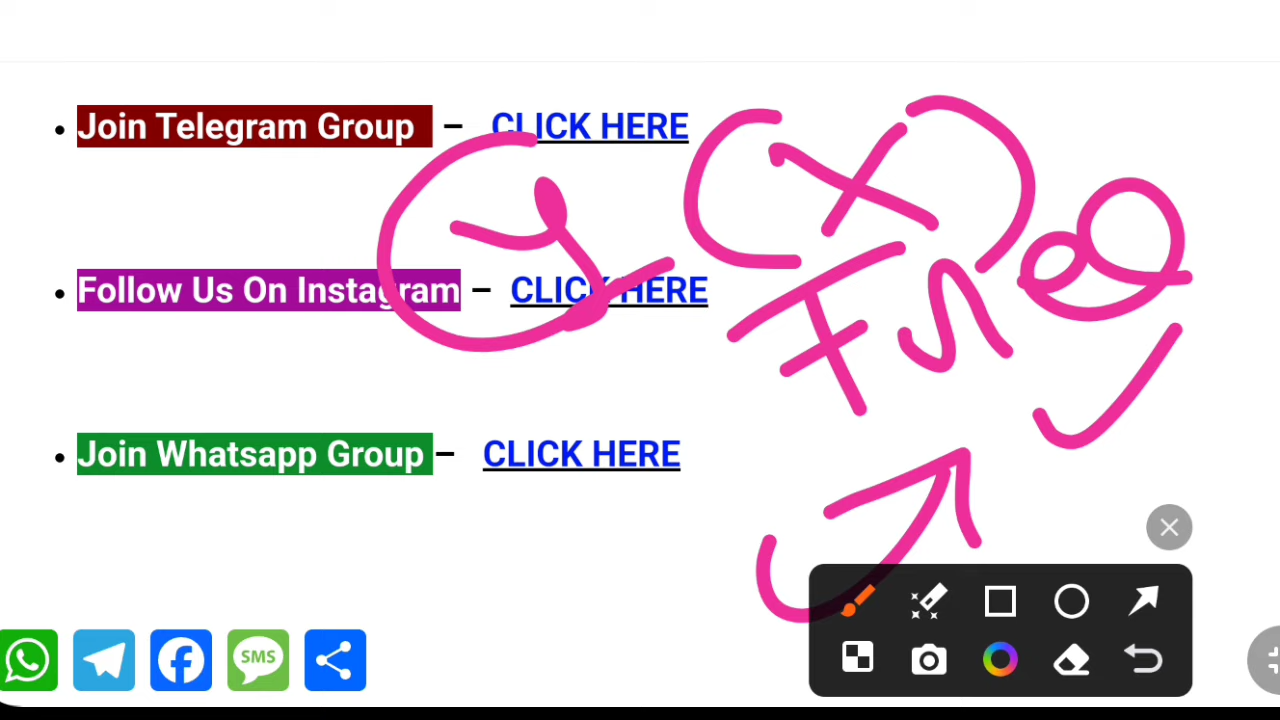 Join Telegram Group – CLICK HERE
Follow Us On Instagram – CLICK HERE
Join Whatsapp Group – CLICK HERE
SMS